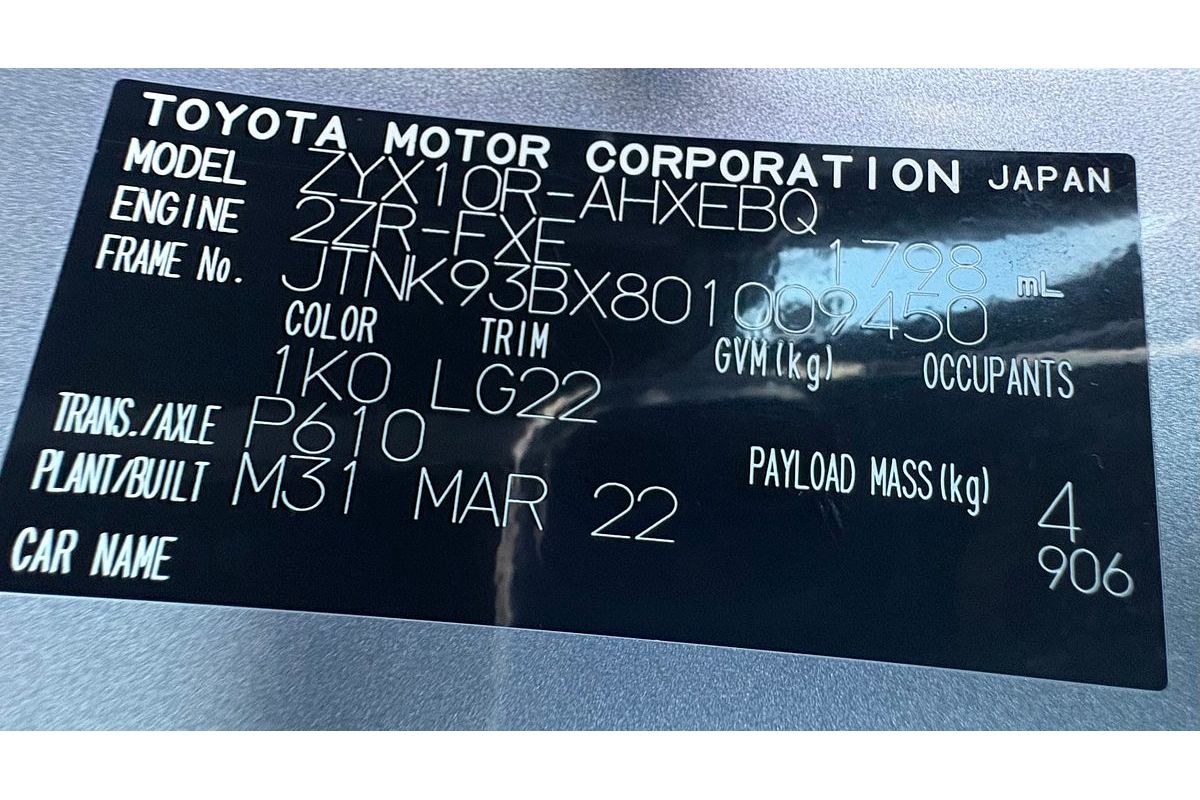 TOYOTA MOTOR CORPORATION JAPAN
MODEL ZYX10R-AHXEBQ
ENGINE 2ZR-FXE 1798 mL
FRAME No. JTNK93BX801009450
COLOR TRIM GVM(kg) OCCUPANTS
1K0 LG22
TRANS./AXLE P610
PLANT/BUILT M31 MAR 22 PAYLOAD MASS(kg) 4
CAR NAME 906